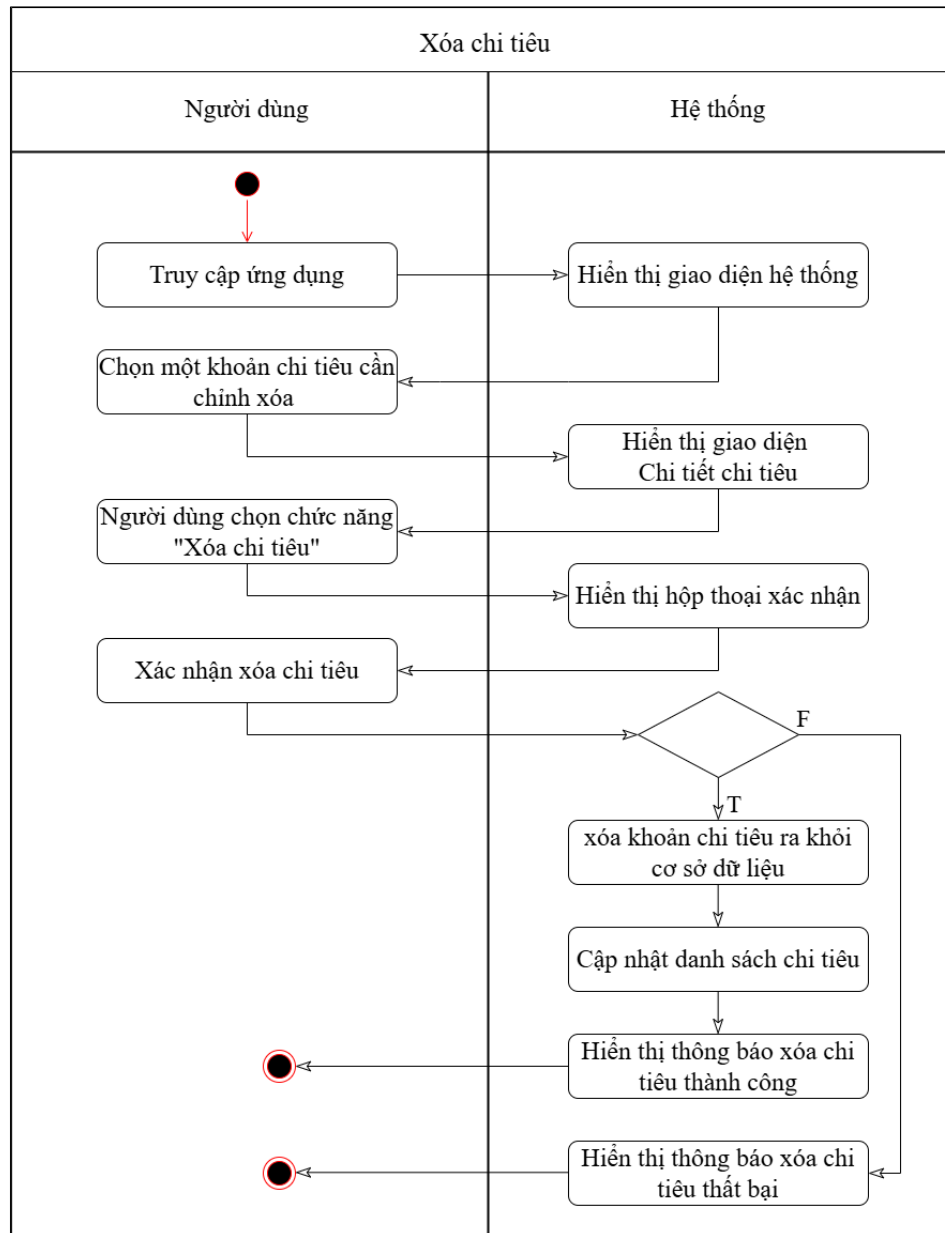 Xóa chi tiêu
Người dùng
Hệ thống
Truy cập ứng dụng
Hiển thị giao diện hệ thống
Chọn một khoản chi tiêu cần
chỉnh xóa
Hiển thị giao diện
Chi tiết chi tiêu
Người dùng chọn chức năng
"Xóa chi tiêu"
Hiển thị hộp thoại xác nhận
Xác nhận xóa chi tiêu
F
T
xóa khoản chi tiêu ra khỏi
cơ sở dữ liệu
Cập nhật danh sách chi tiêu
Hiển thị thông báo xóa chi
tiêu thành công
Hiển thị thông báo xóa chi
tiêu thất bại